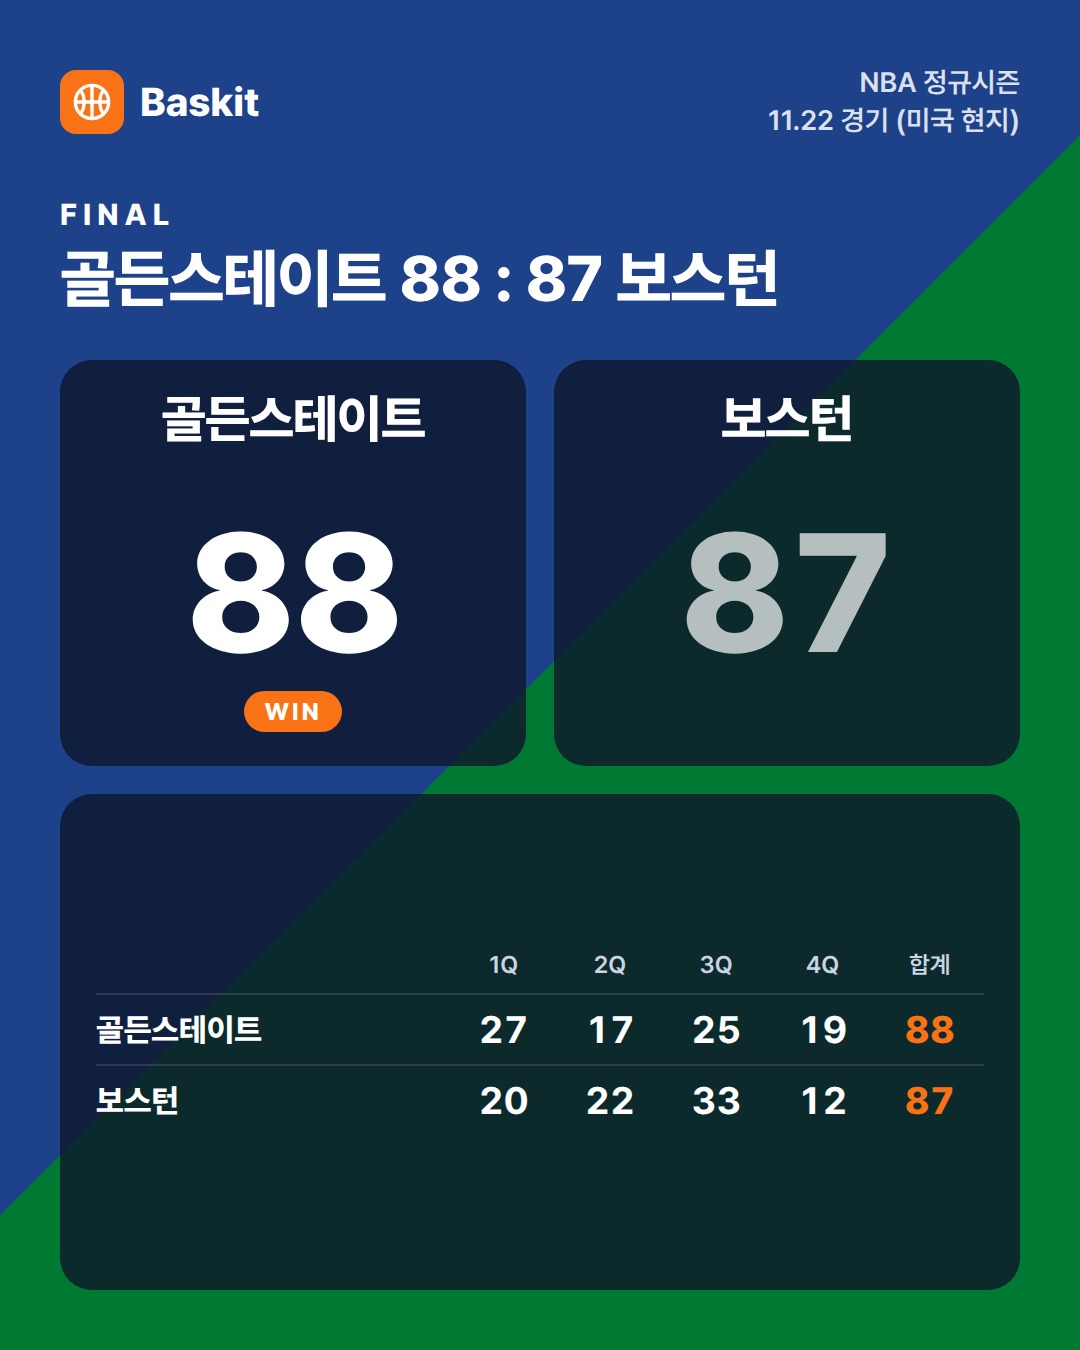 Baskit
NBA 정규시즌
11.22 경기 (미국 현지)
FINAL
골든스테이트 88 : 87 보스턴
골든스테이트
88
WIN
보스턴
87
1Q 2Q 3Q 4Q 합계
골든스테이트 27 17 25 19 88
보스턴 20 22 33 12 87